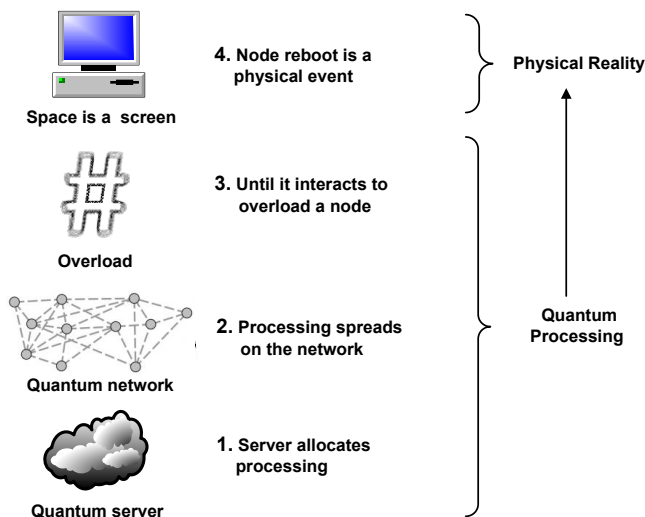 4. Node reboot is a
physical event
Physical Reality
Space is a screen
3. Until it interacts to
overload a node
Overload
2. Processing spreads
on the network
Quantum
Processing
Quantum network
1. Server allocates
processing
Quantum server